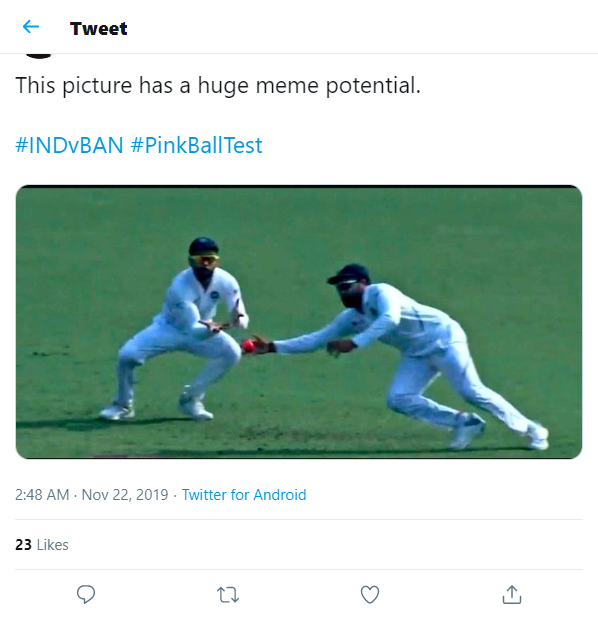 Tweet
This picture has a huge meme potential.
#INDvBAN #PinkBallTest
2:48 AM · Nov 22, 2019 · Twitter for Android
23 Likes